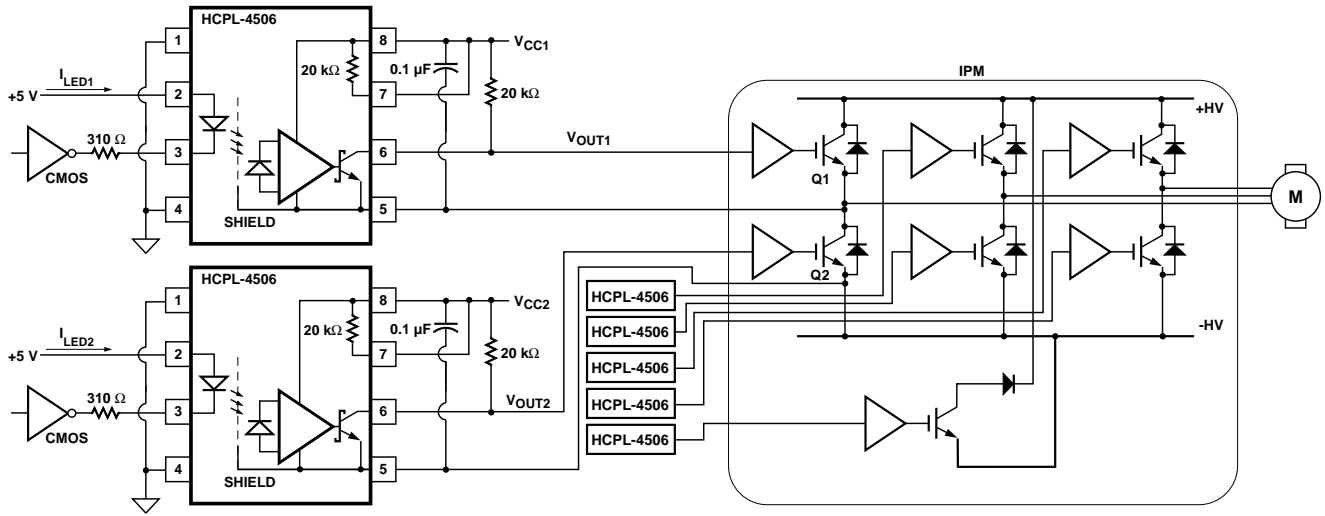 HCPL-4506
1
8
V_CC1
I_LED1
20 kΩ
0.1 µF
+5 V
2
7
20 kΩ
310 Ω
3
6
V_OUT1
CMOS
4
SHIELD
5
IPM
+HV
Q1
M
Q2
HCPL-4506
HCPL-4506
HCPL-4506
HCPL-4506
HCPL-4506
-HV
HCPL-4506
1
8
V_CC2
I_LED2
20 kΩ
0.1 µF
+5 V
2
7
20 kΩ
310 Ω
3
6
V_OUT2
CMOS
4
SHIELD
5